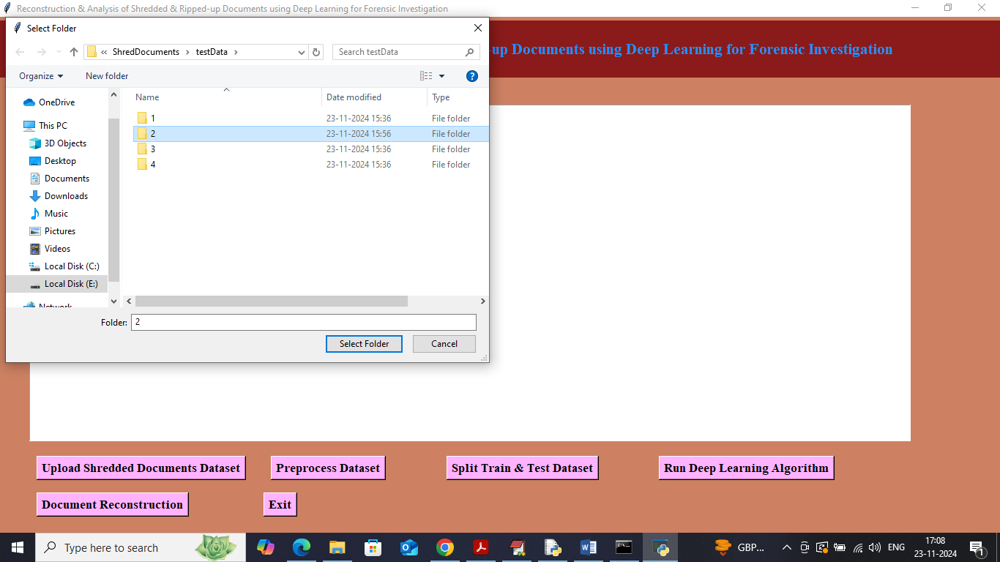 Reconstruction & Analysis of Shredded & Ripped-up Documents using Deep Learning for Forensic Investigation
-up Documents using Deep Learning for Forensic Investigation
Select Folder
« ShredDocuments › testData ›
Search testData
Organize
New folder
OneDrive
This PC
3D Objects
Desktop
Documents
Downloads
Music
Pictures
Videos
Local Disk (C:)
Local Disk (E:)
Network
Name Date modified Type
1 23-11-2024 15:36 File folder
2 23-11-2024 15:56 File folder
3 23-11-2024 15:36 File folder
4 23-11-2024 15:36 File folder
Folder: 2
Select Folder Cancel
Upload Shredded Documents Dataset Preprocess Dataset Split Train & Test Dataset Run Deep Learning Algorithm
Document Reconstruction Exit
Type here to search
GBP...
ENG
17:08
23-11-2024
1